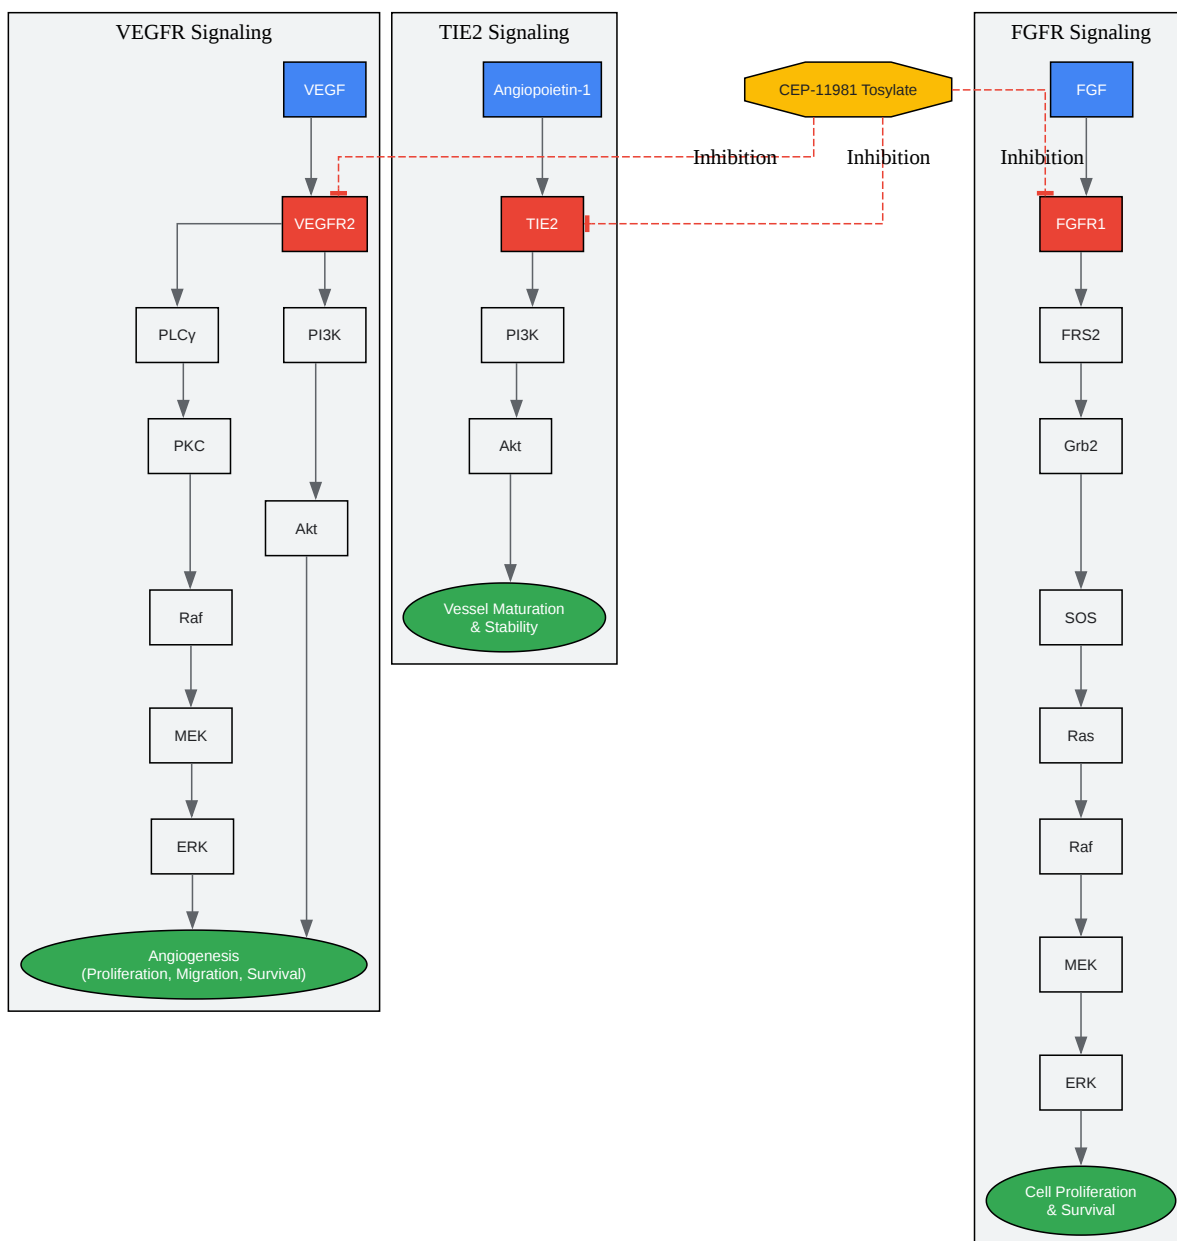 VEGFR Signaling
TIE2 Signaling
FGFR Signaling
VEGF
Angiopoietin-1
CEP-11981 Tosylate
FGF
Inhibition
Inhibition
Inhibition
VEGFR2
TIE2
FGFR1
PLCγ
PI3K
PI3K
FRS2
PKC
Akt
Grb2
Akt
Raf
Vessel Maturation
& Stability
SOS
MEK
Ras
ERK
Raf
Angiogenesis
(Proliferation, Migration, Survival)
MEK
ERK
Cell Proliferation
& Survival